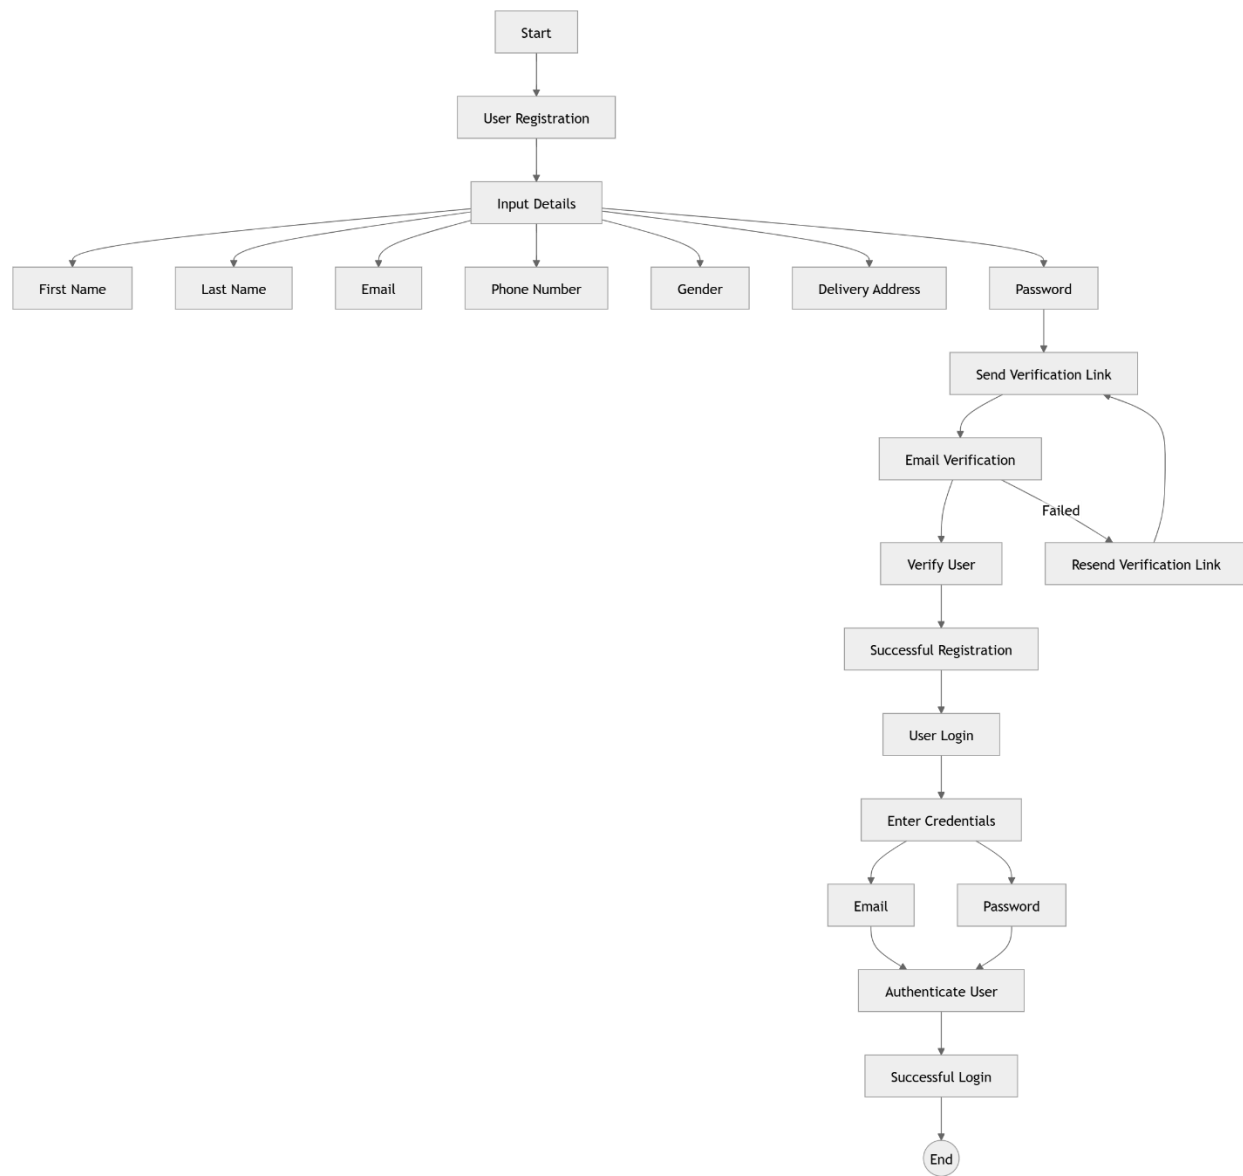 Start
User Registration
Input Details
First Name
Last Name
Email
Phone Number
Gender
Delivery Address
Password
Send Verification Link
Email Verification
Failed
Verify User
Resend Verification Link
Successful Registration
User Login
Enter Credentials
Email
Password
Authenticate User
Successful Login
End